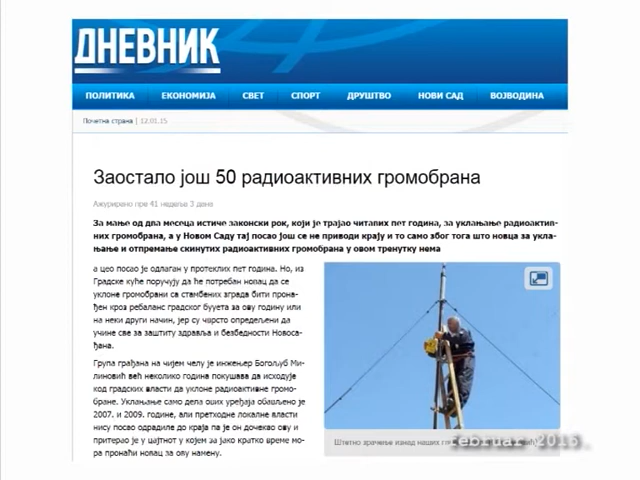 ДНЕВНИК
ПОЛИТИКА ЕКОНОМИЈА СВЕТ СПОРТ ДРУШТВО НОВИ САД ВОЈВОДИНА
Почетна страна | 12.01.15
Заостало још 50 радиоактивних громобрана
Ажурирано пре 41 недеља 3 дана
За мање од два месеца истиче законски рок, који је трајао читавих пет година, за уклањање радиоактив-
них громобрана, а у Новом Саду тај посао још се не приводи крају и то само због тога што новца за укла-
њање и отпремање скинутих радиоактивних громобрана у овом тренутку нема
а цео посао је одлаган у протеклих пет година. Но, из
Градске куће поручују да ће потребан новац да се
уклоне громобрани са стамбених зграда бити прона-
ђен кроз ребаланс градског буџета за ову годину или
на неки други начин, јер су чврсто опредељени да
учине све за заштиту здравља и безбедности Новоса-
ђана.
Група грађана на чијем челу је инжењер Богољуб Ми-
лииновић већ неколико година покушава да исходује
код градских власти да уклоне радиоактивне громо-
бране. Уклањање само дела оших уређаја обављено је
2007. и 2009. године, али претходне локалне власти
нису посао одрадиле до краја па је он дочекао ову и
притерао је у цајтнот у којем за јако кратко време мо-
ра пронаћи новац за ову намену.
Штетно зрачење изнад наших
februar 2016.